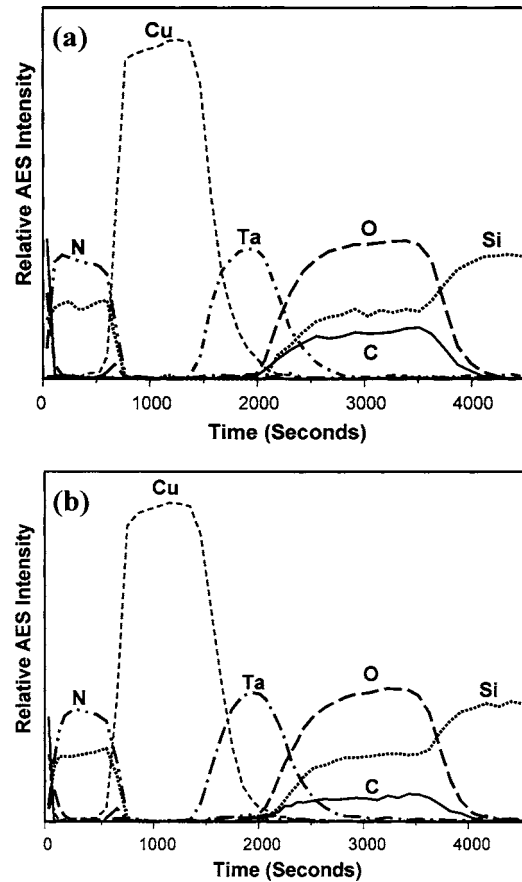 (a)
Cu
N
Ta
O
Si
C
Relative AES Intensity
0 1000 2000 3000 4000
Time (Seconds)
(b)
Cu
N
Ta
O
Si
C
Relative AES Intensity
0 1000 2000 3000 4000
Time (Seconds)